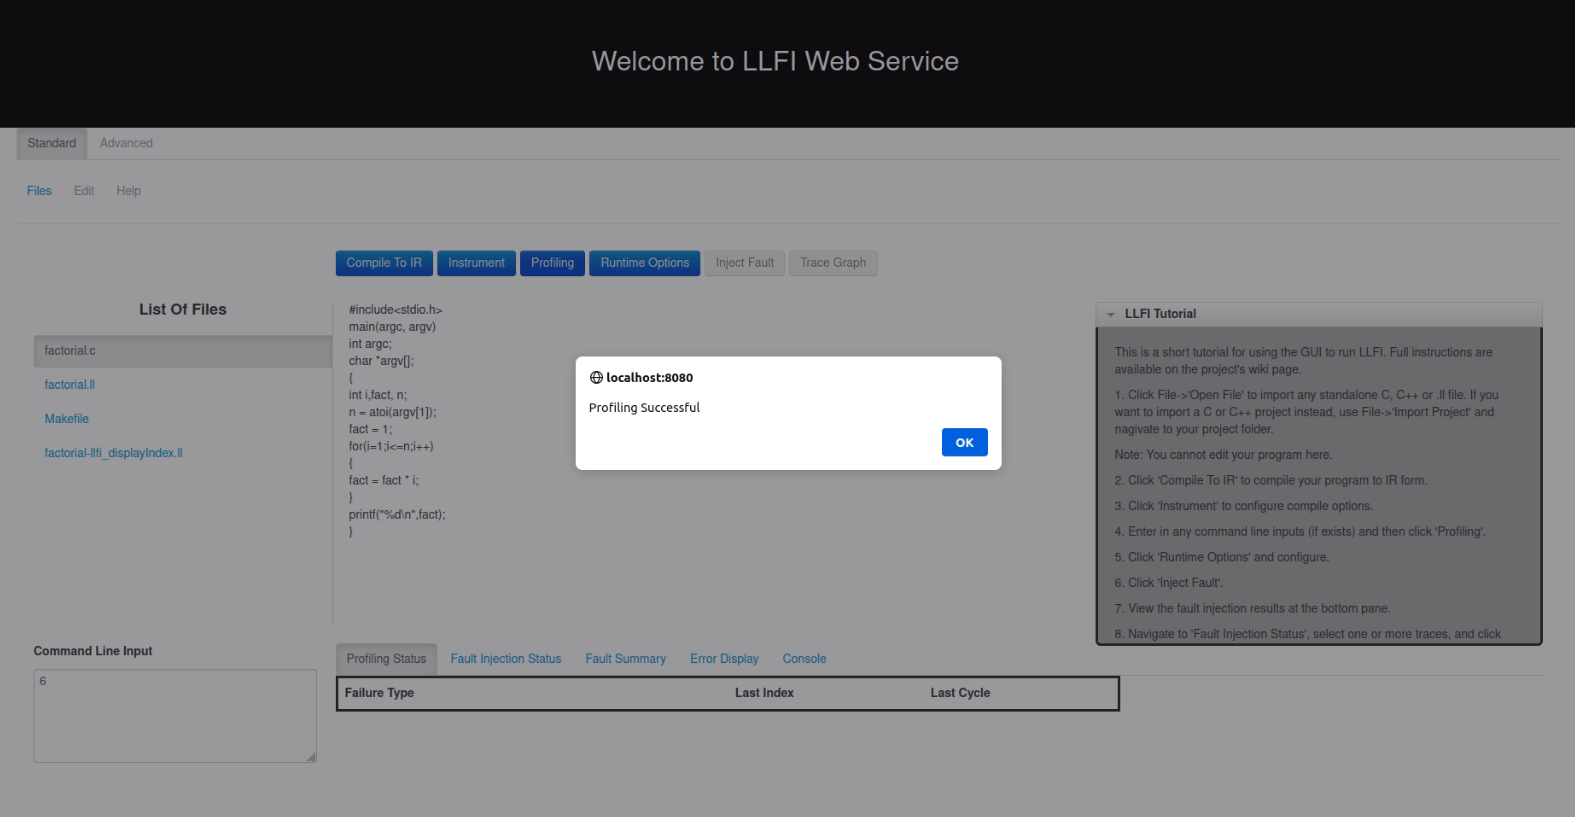 Welcome to LLFI Web Service
Standard Advanced
Files Edit Help
Compile To IR Instrument Profiling Runtime Options Inject Fault Trace Graph
List Of Files
factorial.c
factorial.ll
Makefile
factorial-llfi_displayIndex.ll
#include<stdio.h>
main(argc, argv)
int argc;
char *argv[];
{
int i,fact, n;
n = atoi(argv[1]);
fact = 1;
for(i=1;i<=n;i++)
{
fact = fact * i;
}
printf("%d\n",fact);
}
localhost:8080
Profiling Successful
OK
LLFI Tutorial
This is a short tutorial for using the GUI to run LLFI. Full instructions are
available on the project's wiki page.
1. Click File->'Open File' to import any standalone C, C++ or .ll file. If you
want to import a C or C++ project instead, use File->'Import Project' and
nagivate to your project folder.
Note: You cannot edit your program here.
2. Click 'Compile To IR' to compile your program to IR form.
3. Click 'Instrument' to configure compile options.
4. Enter in any command line inputs (if exists) and then click 'Profiling'.
5. Click 'Runtime Options' and configure.
6. Click 'Inject Fault'.
7. View the fault injection results at the bottom pane.
8. Navigate to 'Fault Injection Status', select one or more traces, and click
Command Line Input
6
Profiling Status Fault Injection Status Fault Summary Error Display Console
Failure Type Last Index Last Cycle